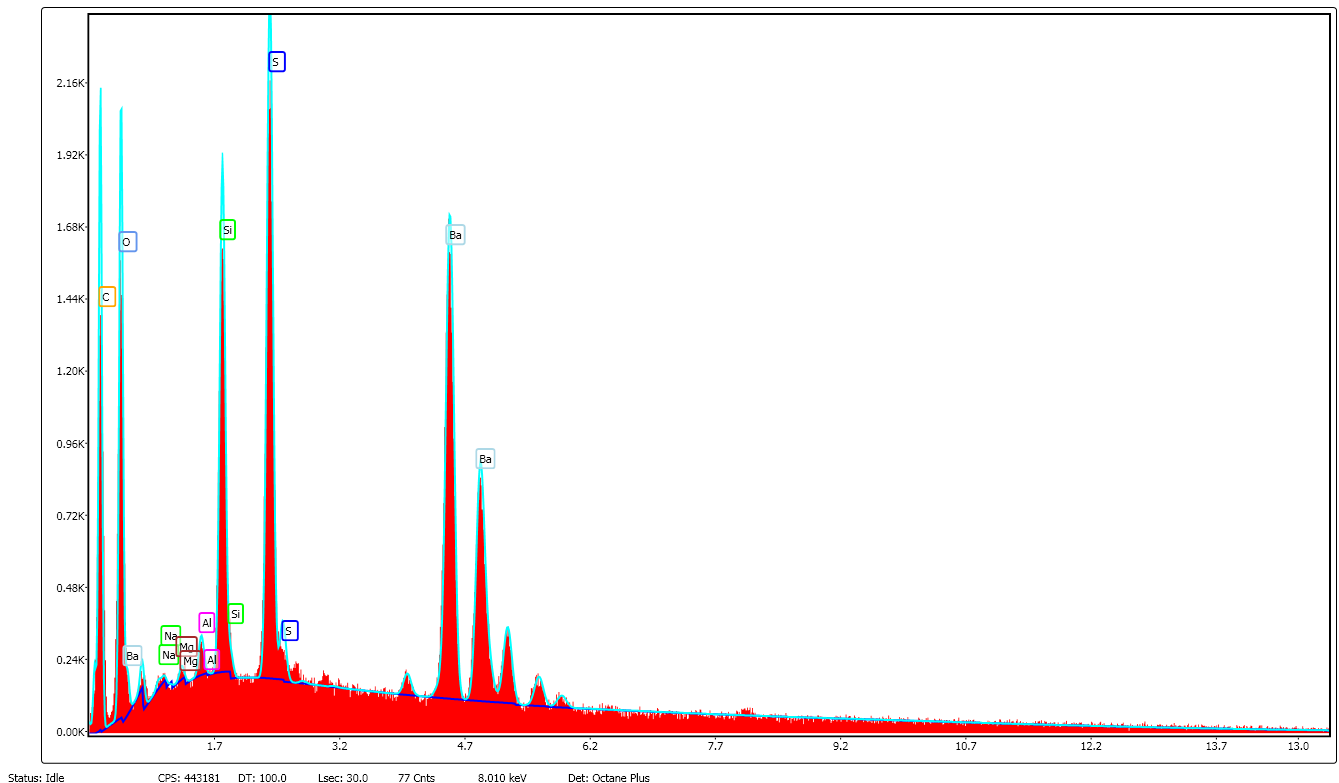 S
2.16K
1.92K
1.68K
Si
Ba
O
1.44K
C
1.20K
0.96K
Ba
0.72K
0.48K
Si
Al
S
Na
Mg
0.24K
Ba
Na
Mg
Al
0.00K
1.7 3.2 4.7 6.2 7.7 9.2 10.7 12.2 13.7 13.0
Status: Idle CPS: 443181 DT: 100.0 Lsec: 30.0 77 Cnts 8.010 keV Det: Octane Plus